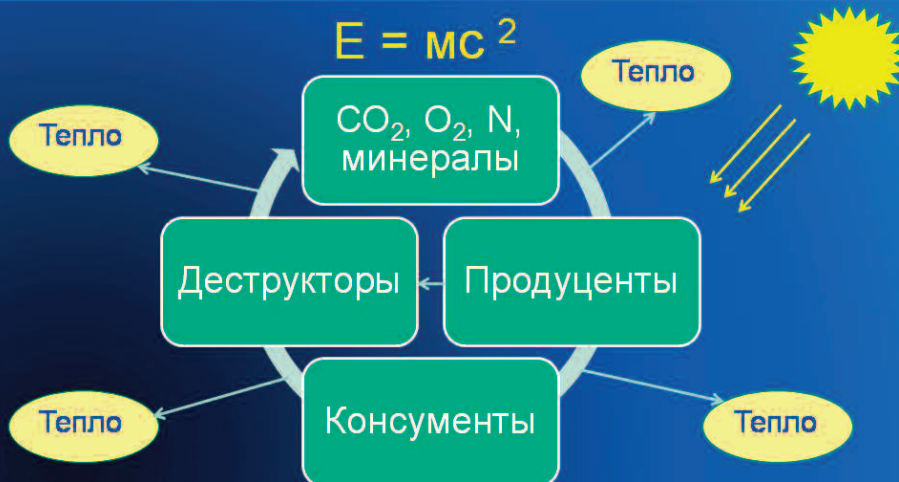 E = мс ²
Тепло
Тепло
CO₂, O₂, N,
минералы
Деструкторы
Продуценты
Консументы
Тепло
Тепло